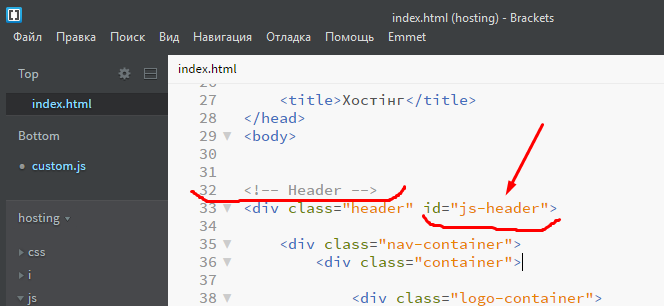 index.html (hosting) - Brackets
Файл Правка Поиск Вид Навигация Отладка Помощь Emmet
Top
index.html
Bottom
custom.js
hosting
css
i
js
index.html
26
27 <title>Хостінг</title>
28 </head>
29 <body>
30
31
32 <!-- Header -->
33 <div class="header" id="js-header">
34
35 <div class="nav-container">
36 <div class="container">
37
38 <div class="logo-container">